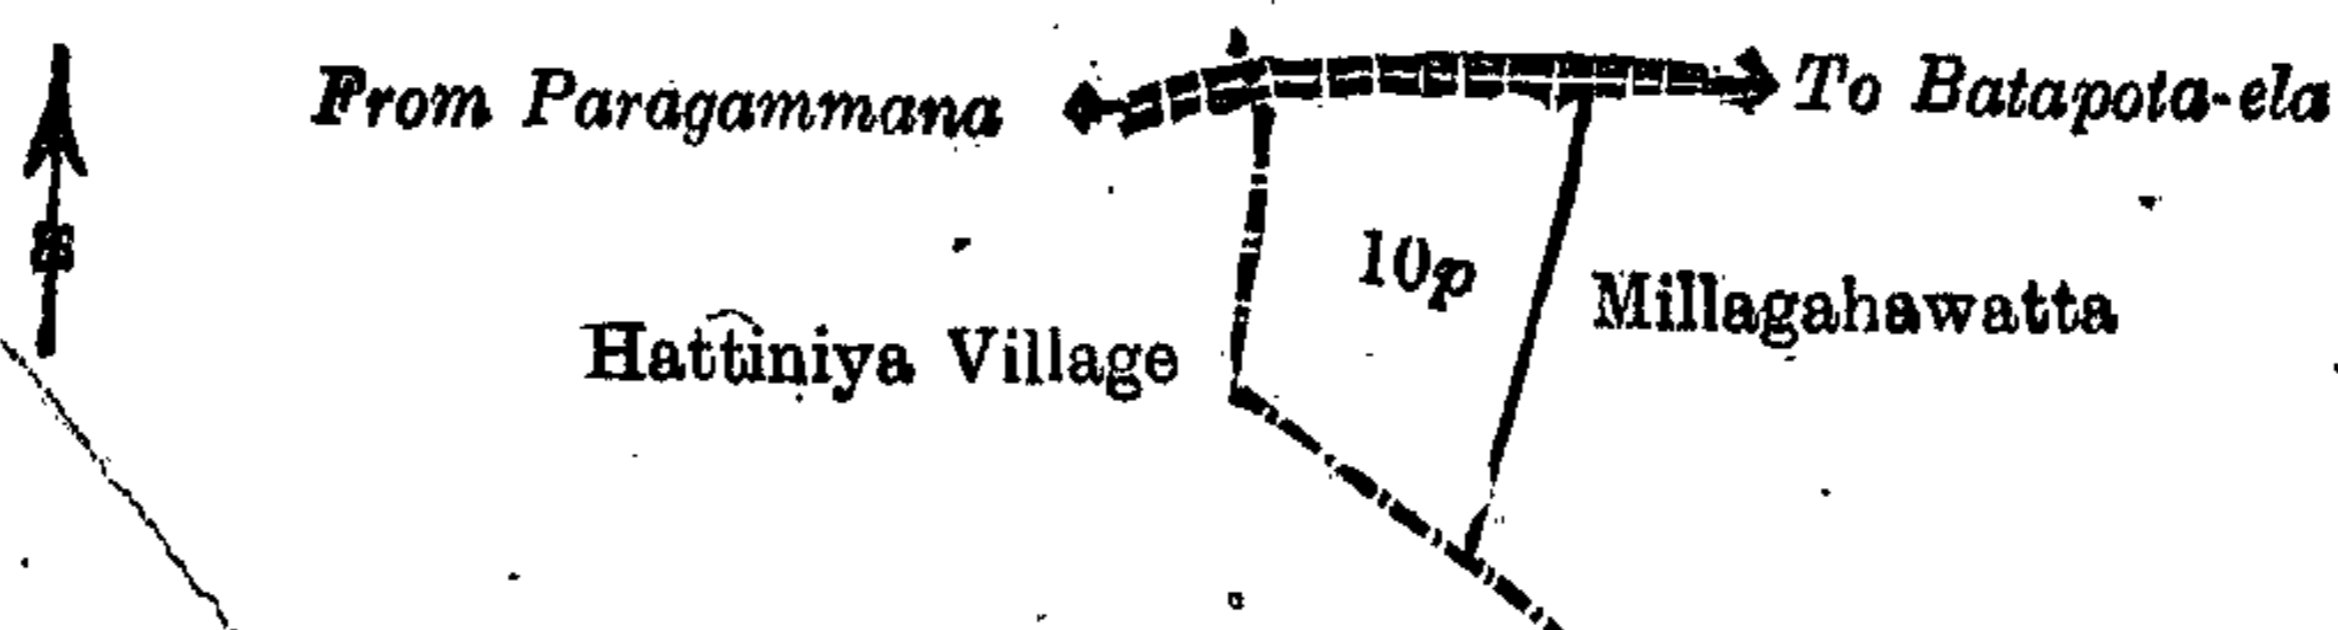 From Paragammana
To Batapota-ela
10p
Millagahawatta
Hattiniya Village